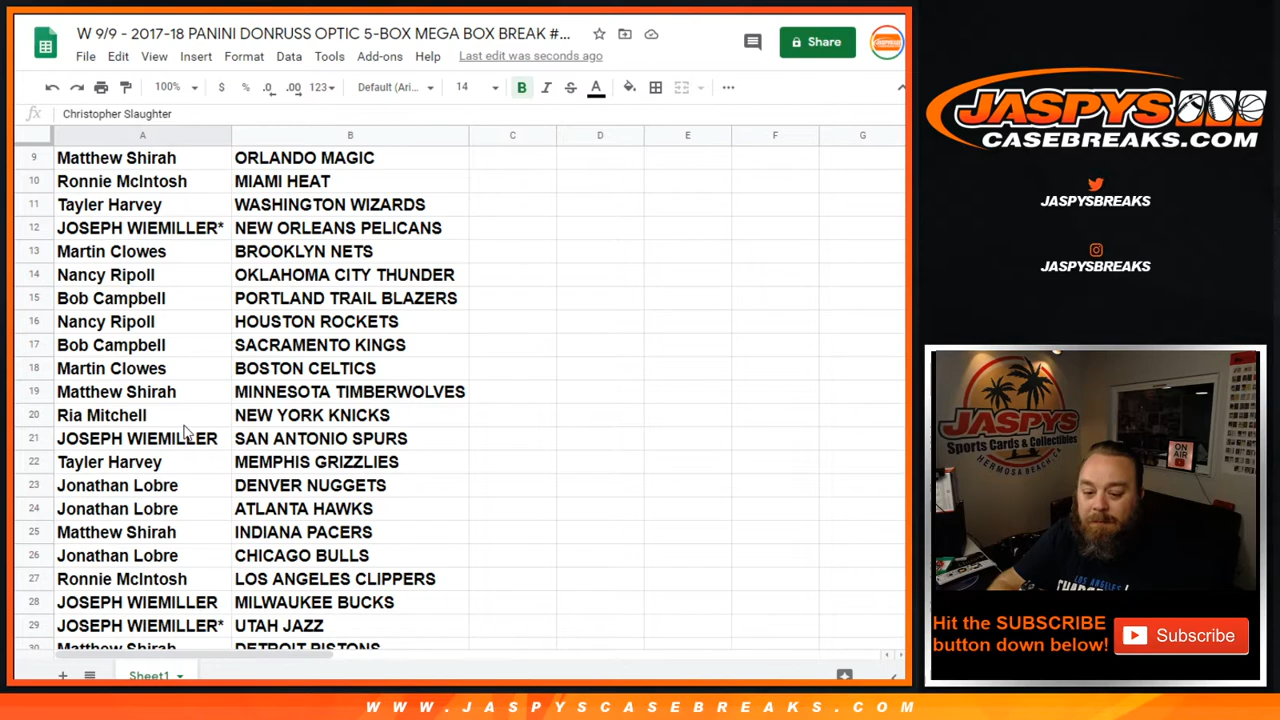 W 9/9 - 2017-18 PANINI DONRUSS OPTIC 5-BOX MEGA BOX BREAK #...
File Edit View Insert Format Data Tools Add-ons Help Last edit was seconds ago
Share
100% $ % .0 .00 123 Default (Ari... 14 B I S A
fx Christopher Slaughter
A B C D E F G
9 Matthew Shirah ORLANDO MAGIC
10 Ronnie McIntosh MIAMI HEAT
11 Tayler Harvey WASHINGTON WIZARDS
12 JOSEPH WIEMILLER* NEW ORLEANS PELICANS
13 Martin Clowes BROOKLYN NETS
14 Nancy Ripoll OKLAHOMA CITY THUNDER
15 Bob Campbell PORTLAND TRAIL BLAZERS
16 Nancy Ripoll HOUSTON ROCKETS
17 Bob Campbell SACRAMENTO KINGS
18 Martin Clowes BOSTON CELTICS
19 Matthew Shirah MINNESOTA TIMBERWOLVES
20 Ria Mitchell NEW YORK KNICKS
21 JOSEPH WIEMILLER SAN ANTONIO SPURS
22 Tayler Harvey MEMPHIS GRIZZLIES
23 Jonathan Lobre DENVER NUGGETS
24 Jonathan Lobre ATLANTA HAWKS
25 Matthew Shirah INDIANA PACERS
26 Jonathan Lobre CHICAGO BULLS
27 Ronnie McIntosh LOS ANGELES CLIPPERS
28 JOSEPH WIEMILLER MILWAUKEE BUCKS
29 JOSEPH WIEMILLER* UTAH JAZZ
30 Matthew Shirah DETROIT PISTONS
Sheet1
JASPYS
CASEBREAKS.COM
JASPYSBREAKS
JASPYSBREAKS
JASPYS
Sports Cards & Collectibles
HERMOSA BEACH, CA
ON AIR
LOS ANGELES
Hit the SUBSCRIBE
button down below!
Subscribe
WWW.JASPYSCASEBREAKS.COM